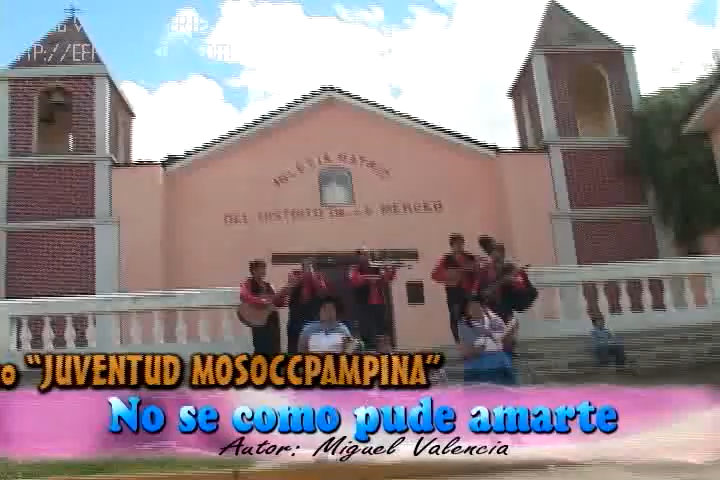 IGLESIA MATRIZ
DEL DISTRITO DE LA MERCED
o "JUVENTUD MOSOCCPAMPINA"
No se como pude amarte
Autor: Miguel Valencia